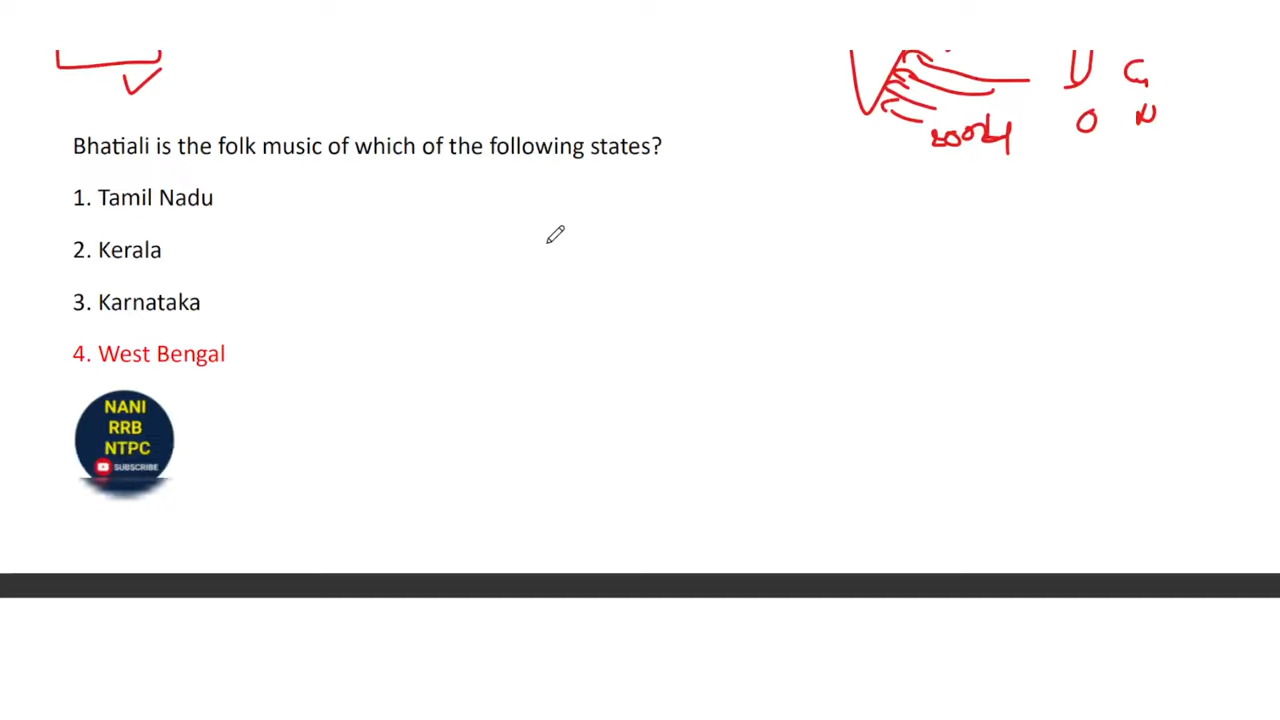 Bhatiali is the folk music of which of the following states?
1. Tamil Nadu
2. Kerala
3. Karnataka
4. West Bengal
NANI
RRB
NTPC
SUBSCRIBE